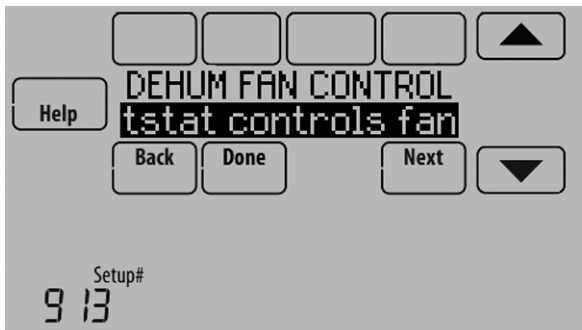 DEHUM FAN CONTROL
Help
tstat controls fan
Back Done Next
Setup#
913